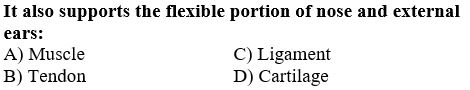 It also supports the flexible portion of nose and external
ears:
A) Muscle C) Ligament
B) Tendon D) Cartilage